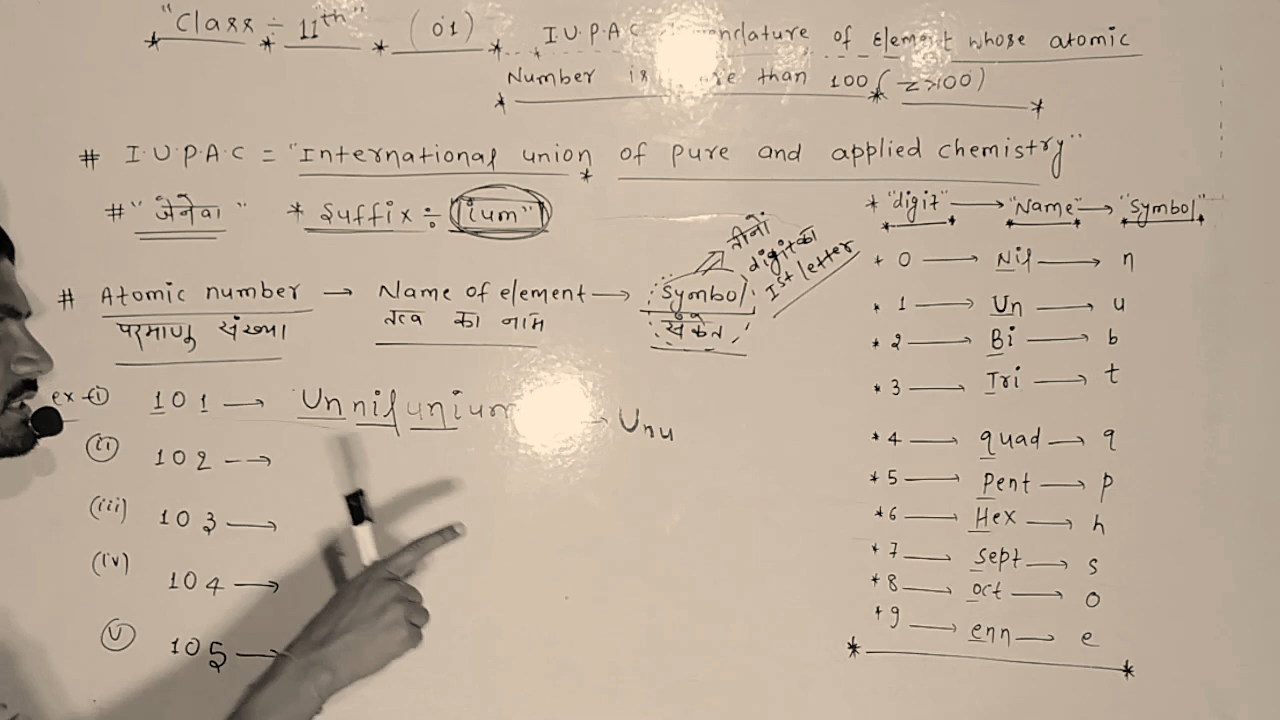 "Class ÷ 11th" (01) I.U.P.A.C of Element whose atomic
Number is than 100 (Z>100)
# I.U.P.A.C = "International union of pure and applied chemistry"
# "जेनेवा" * Suffix ÷ "ium"
तीनो
digit का
1st letter
# Atomic number → Name of element → Symbol
परमाणु संख्या तत्व का नाम संकेत
ex-(i) 101 → Unnilunium → Unu
(ii) 102 -->
(iii) 103 →
(iv) 104 →
(v) 105 →
* "digit" → "Name" → "Symbol"
* 0 → Nil → n
* 1 → Un → u
* 2 → Bi → b
* 3 → Tri → t
* 4 → quad → q
* 5 → Pent → p
* 6 → Hex → h
* 7 → sept → s
* 8 → oct → o
* 9 → enn → e